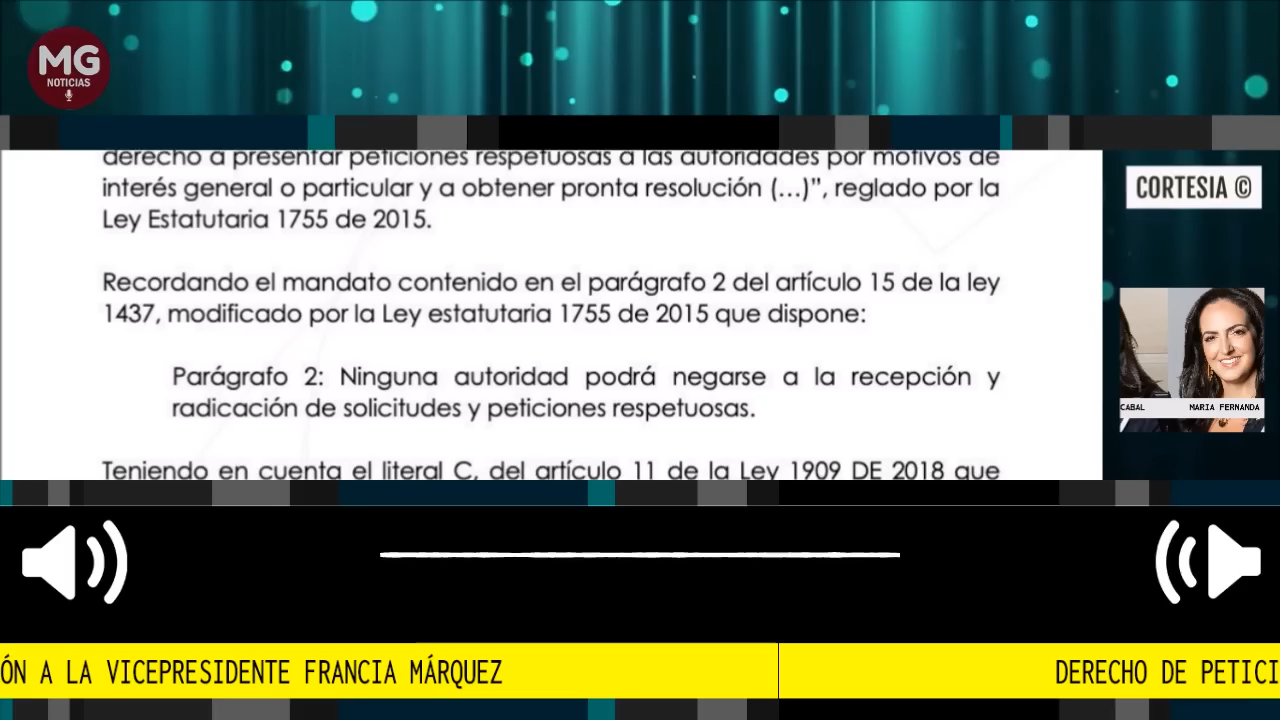 MG
NOTICIAS
derecho a presentar peticiones respetuosas a las autoridades por motivos de
interés general o particular y a obtener pronta resolución (...)”, reglado por la
Ley Estatutaria 1755 de 2015.
Recordando el mandato contenido en el parágrafo 2 del artículo 15 de la ley
1437, modificado por la Ley estatutaria 1755 de 2015 que dispone:
Parágrafo 2: Ninguna autoridad podrá negarse a la recepción y
radicación de solicitudes y peticiones respetuosas.
Teniendo en cuenta el literal C, del artículo 11 de la Ley 1909 DE 2018 que
CORTESIA ©
CABAL MARIA FERNANDA
ÓN A LA VICEPRESIDENTE FRANCIA MÁRQUEZ DERECHO DE PETICI